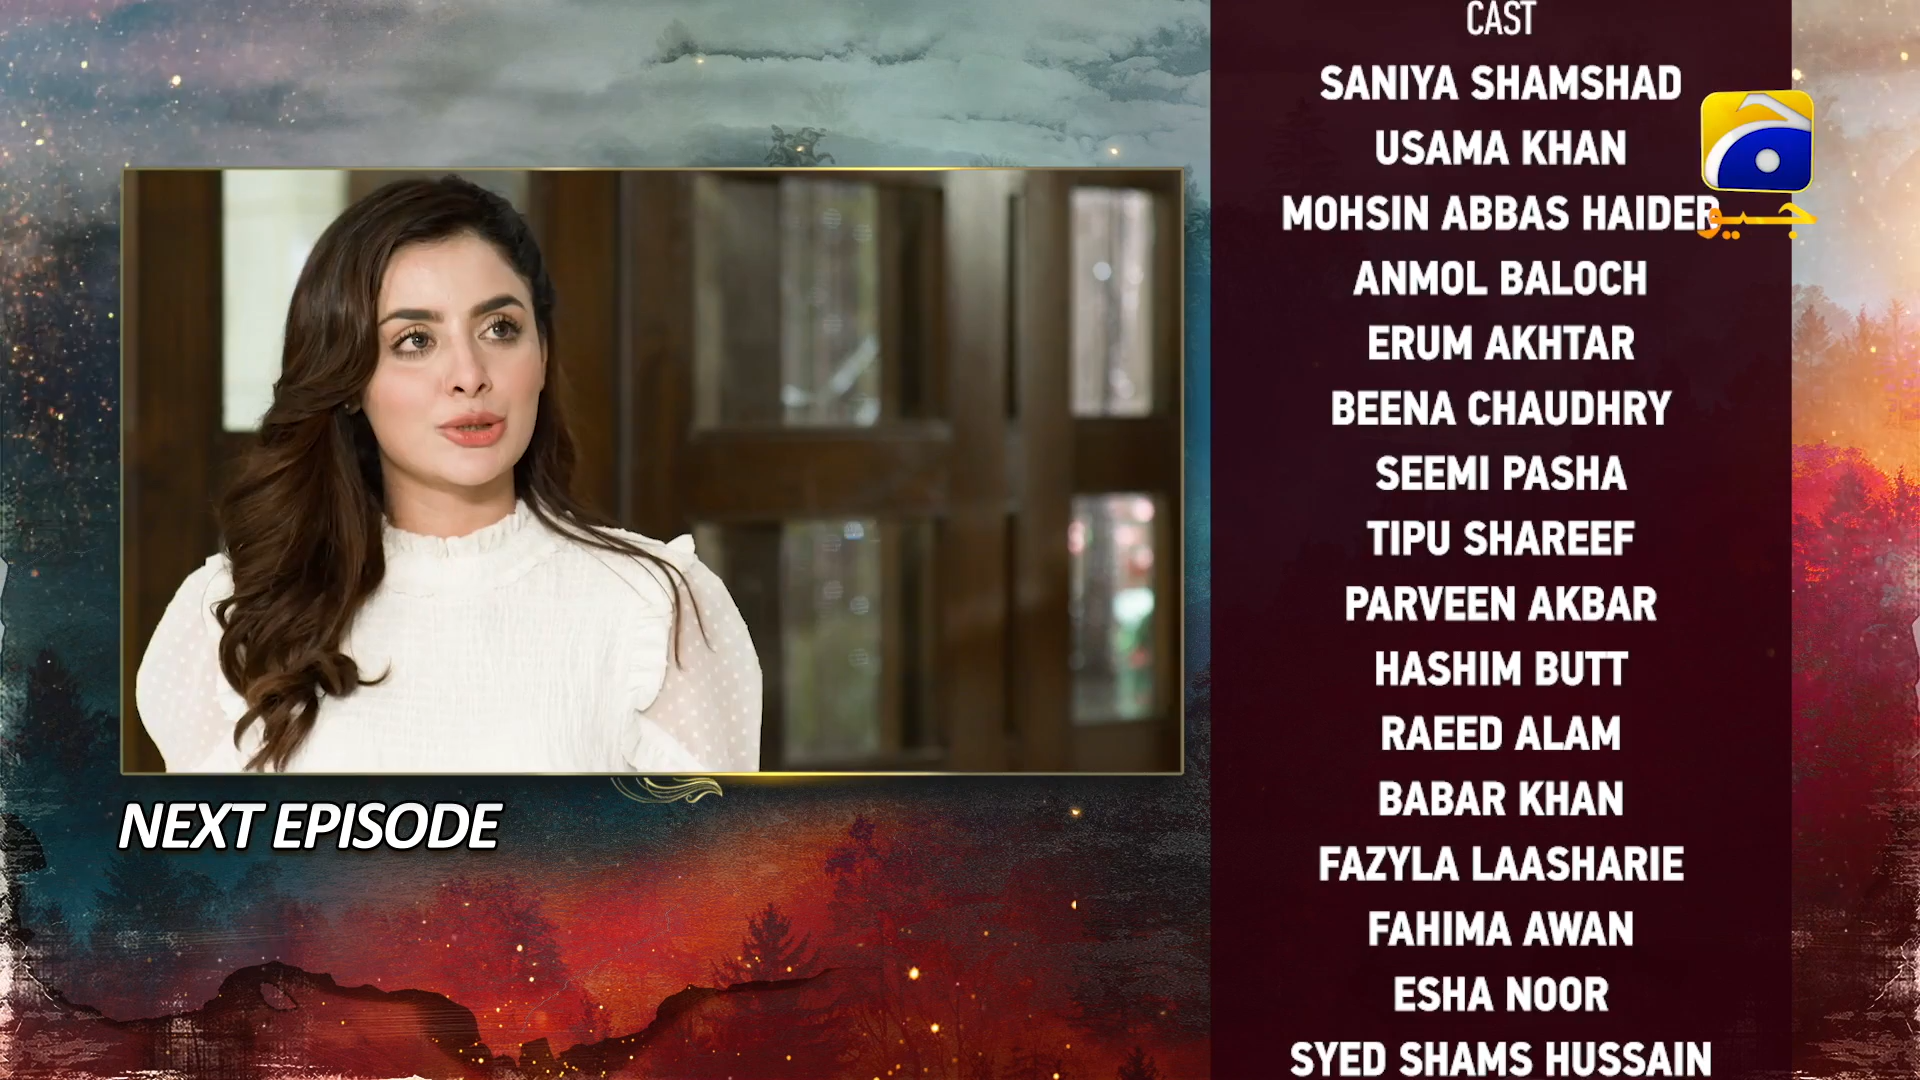 CAST
SANIYA SHAMSHAD
USAMA KHAN
MOHSIN ABBAS HAIDER
ANMOL BALOCH
ERUM AKHTAR
BEENA CHAUDHRY
SEEMI PASHA
TIPU SHAREEF
PARVEEN AKBAR
HASHIM BUTT
RAEED ALAM
BABAR KHAN
FAZYLA LAASHARIE
FAHIMA AWAN
ESHA NOOR
SYED SHAMS HUSSAIN
جیو
NEXT EPISODE